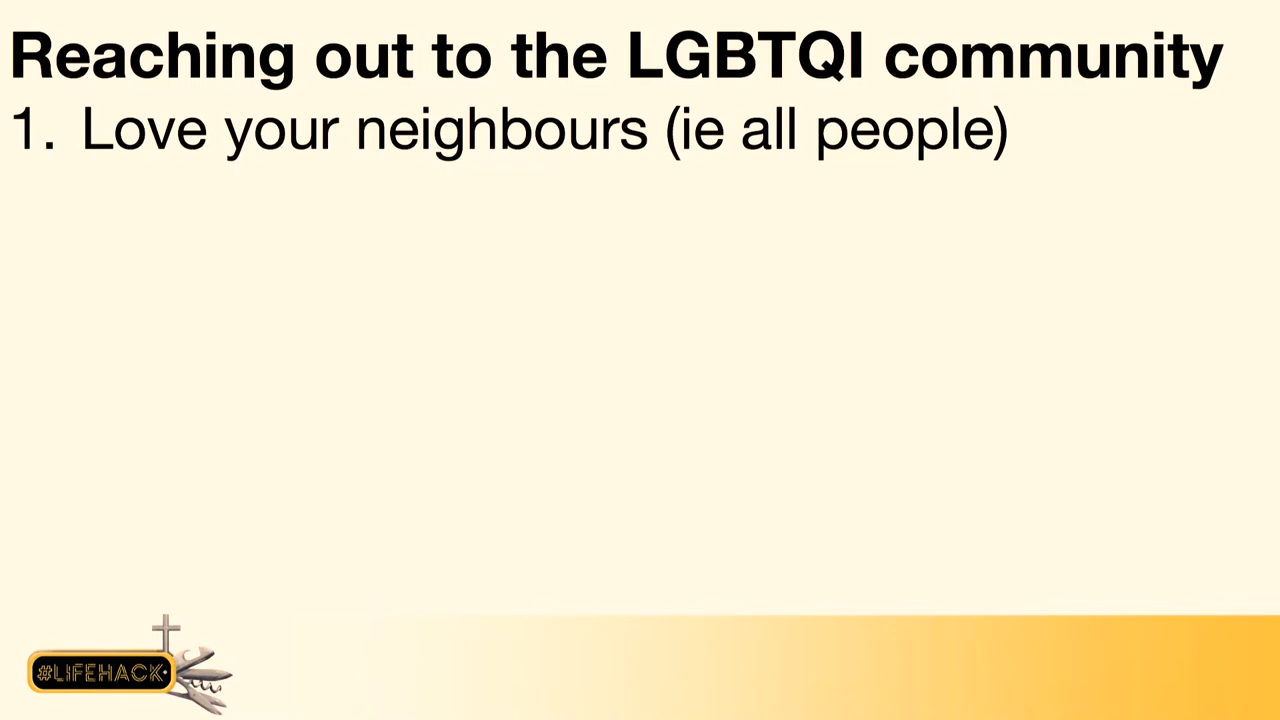 Reaching out to the LGBTQI community
1. Love your neighbours (ie all people)
#LIFEHACK